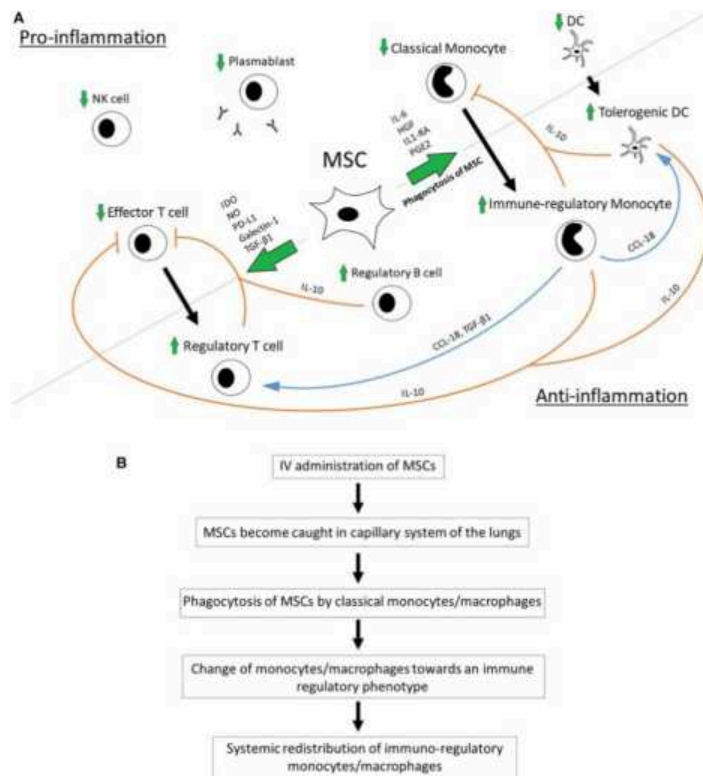 A
Pro-inflammation
DC
Plasmablast
Classical Monocyte
NK cell
Tolerogenic DC
IL-6
HGF
IL1-RA
PGE2
Phagocytosis of MSC
IL-10
MSC
Effector T cell
IDO
NO
PD-L1
Galectin-1
TGF-β1
Immune-regulatory Monocyte
CCL-18
Regulatory B cell
IL-10
IL-10
CCL-18, TGF-β1
Regulatory T cell
IL-10
Anti-inflammation
B
IV administration of MSCs
MSCs become caught in capillary system of the lungs
Phagocytosis of MSCs by classical monocytes/macrophages
Change of monocytes/macrophages towards an immune
regulatory phenotype
Systemic redistribution of immuno-regulatory
monocytes/macrophages